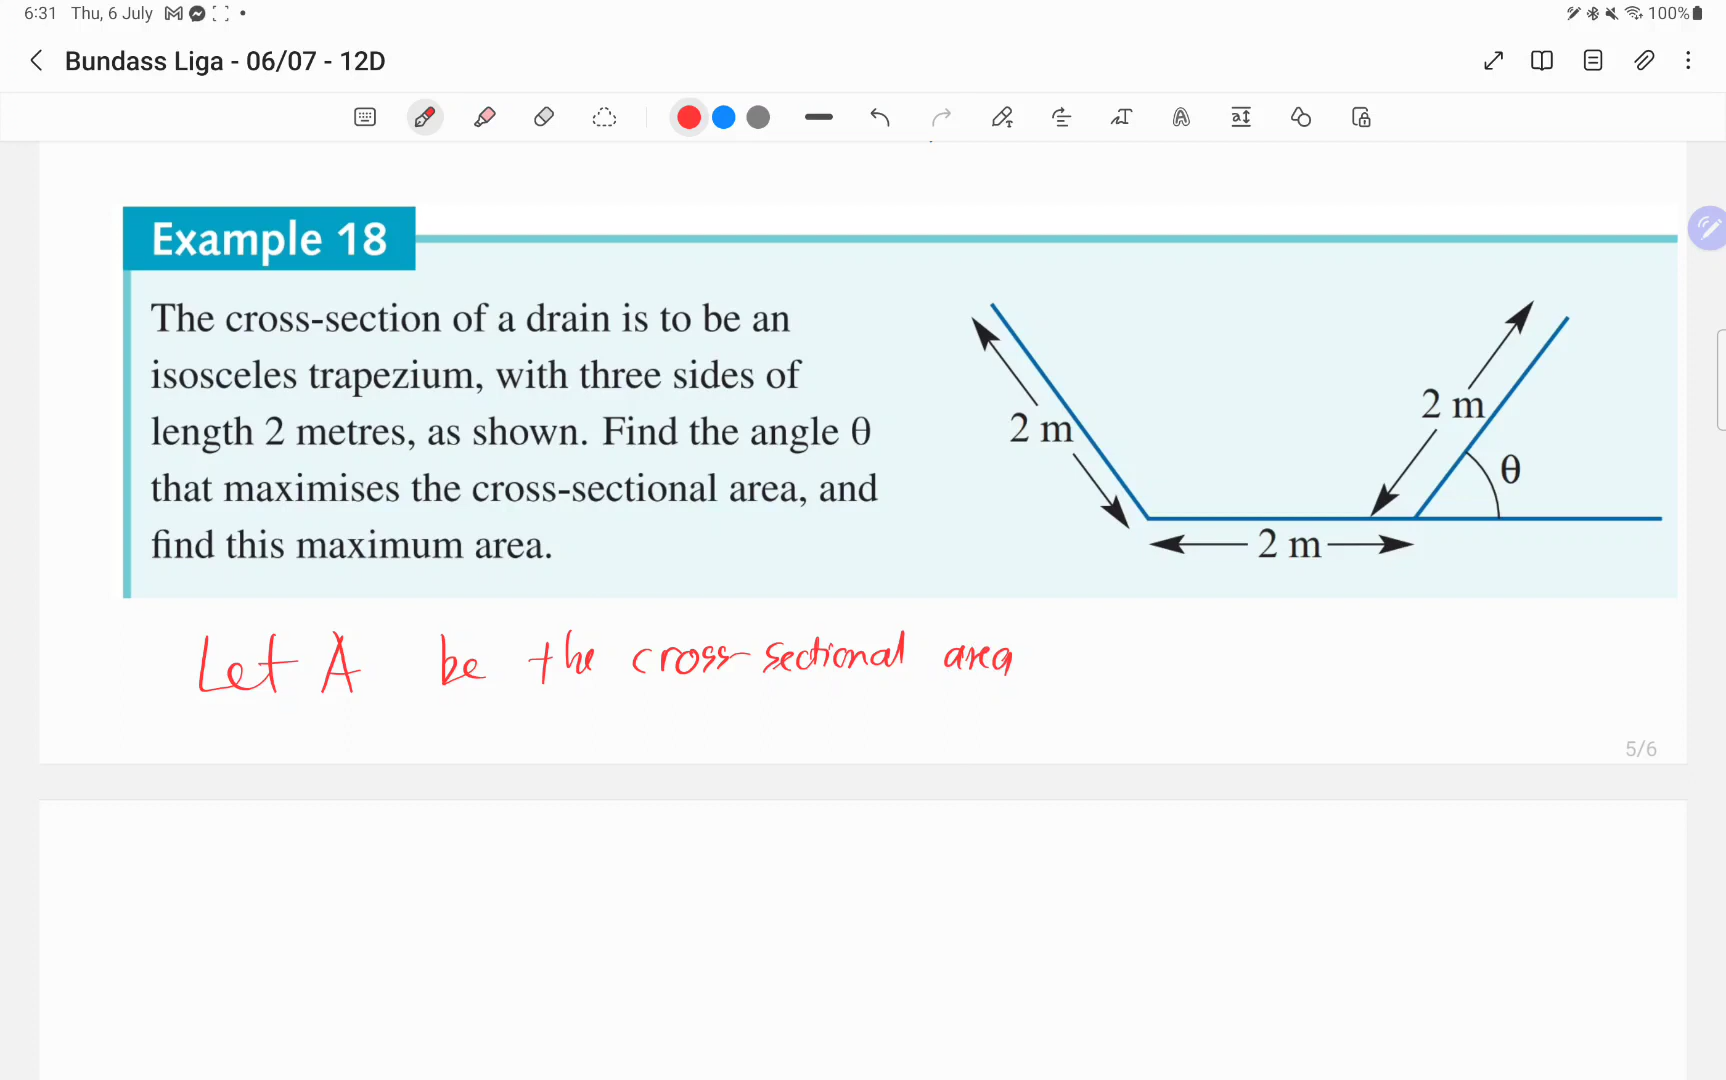 6:31 Thu, 6 July 100%
Bundass Liga - 06/07 - 12D
Example 18
The cross-section of a drain is to be an
isosceles trapezium, with three sides of
length 2 metres, as shown. Find the angle θ
that maximises the cross-sectional area, and
find this maximum area.
2 m
2 m
θ
2 m
Let A be the cross-sectional area
5/6